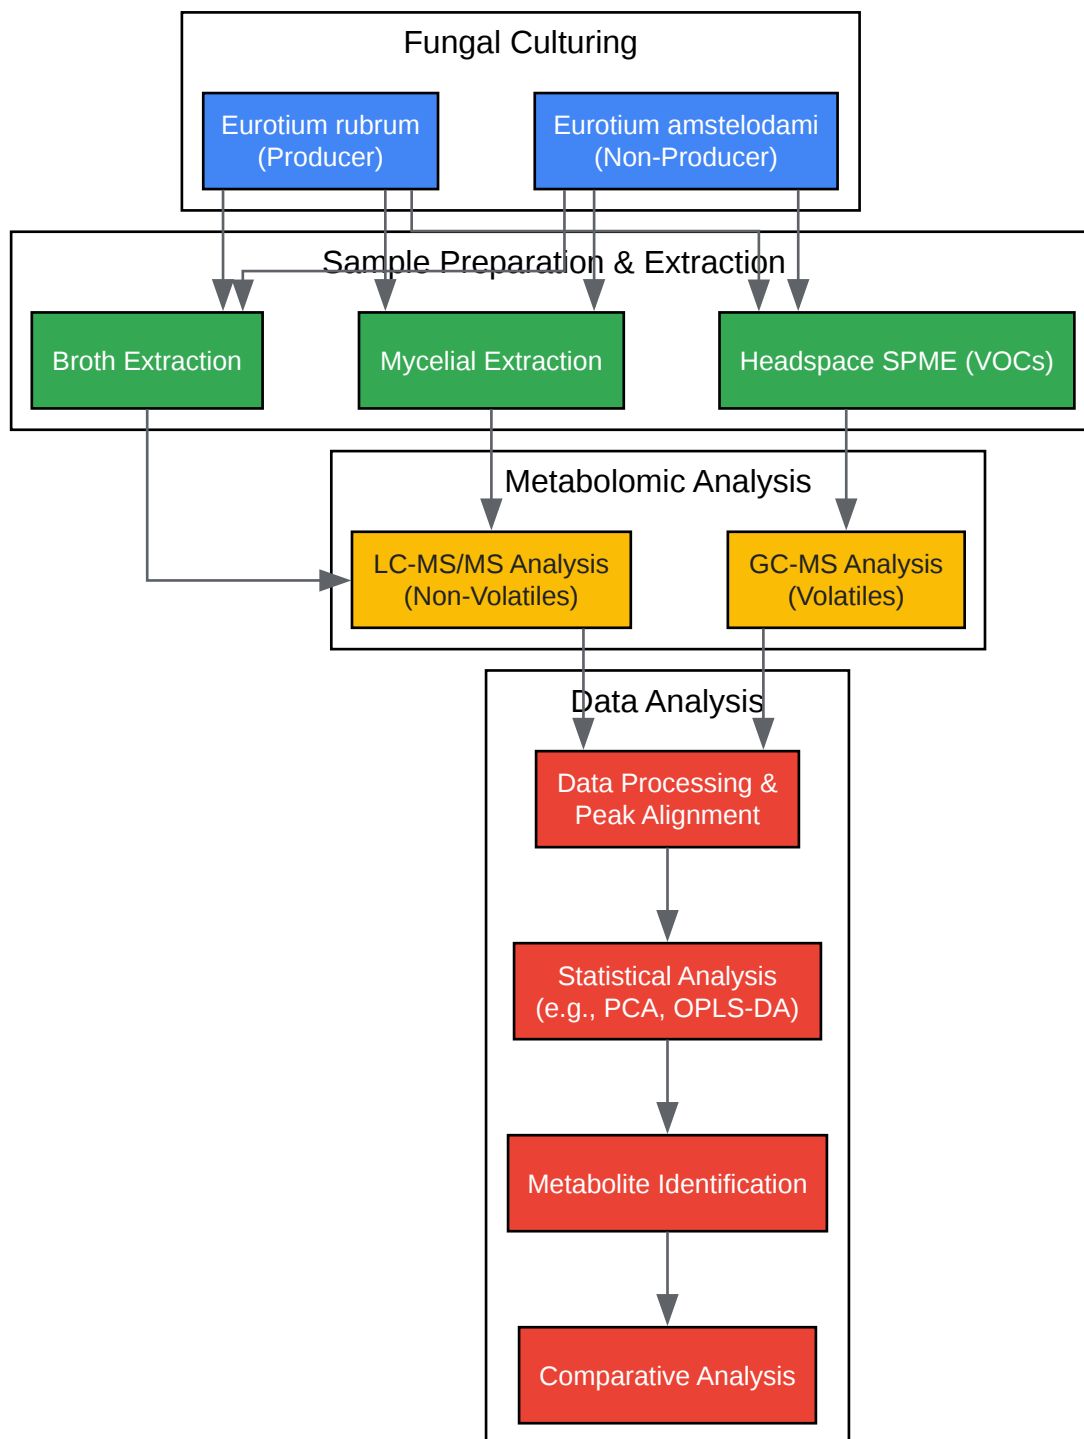 Fungal Culturing
Eurotium rubrum
(Producer)
Eurotium amstelodami
(Non-Producer)
Sample Preparation & Extraction
Broth Extraction
Mycelial Extraction
Headspace SPME (VOCs)
Metabolomic Analysis
LC-MS/MS Analysis
(Non-Volatiles)
GC-MS Analysis
(Volatiles)
Data Analysis
Data Processing &
Peak Alignment
Statistical Analysis
(e.g., PCA, OPLS-DA)
Metabolite Identification
Comparative Analysis